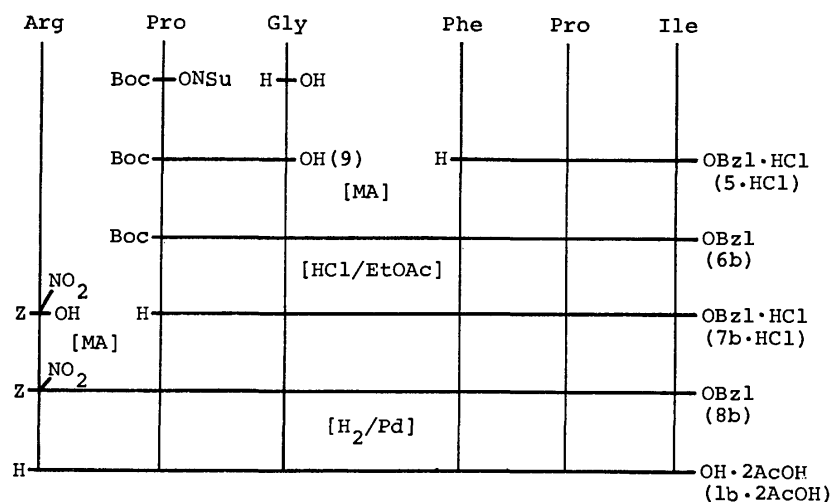 Arg Pro Gly Phe Pro Ile
Boc ONSu H OH
Boc OH(9) H OBzl·HCl
(5·HCl)
[MA]
Boc OBzl
(6b)
[HCl/EtOAc]
NO2
Z OH H OBzl·HCl
(7b·HCl)
[MA]
NO2
Z OBzl
(8b)
[H2/Pd]
H OH·2AcOH
(1b·2AcOH)